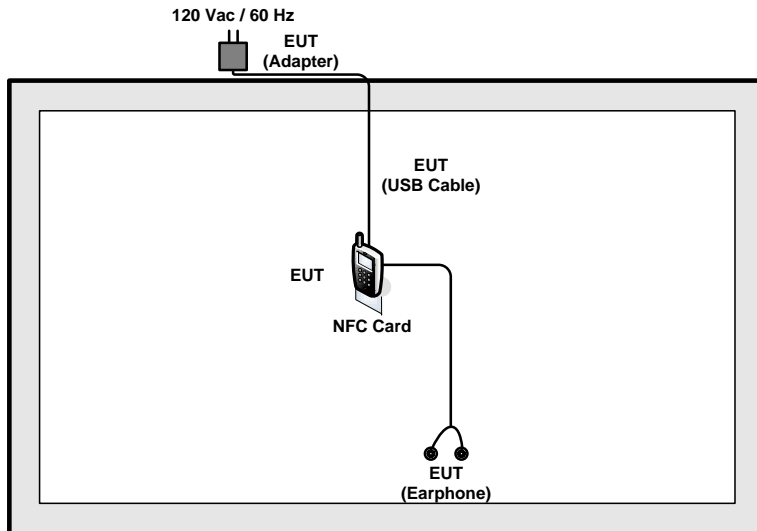 120 Vac / 60 Hz
EUT
(Adapter)
EUT
(USB Cable)
EUT
NFC Card
EUT
(Earphone)